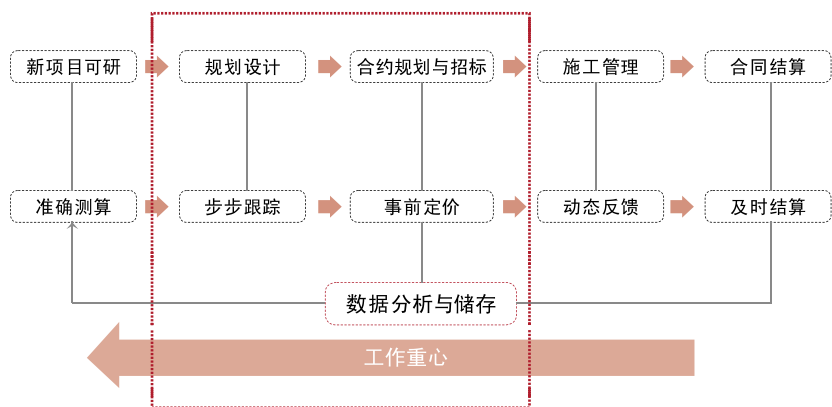 新项目可研
规划设计
合约规划与招标
施工管理
合同结算
准确测算
步步跟踪
事前定价
动态反馈
及时结算
数据分析与储存
工作重心